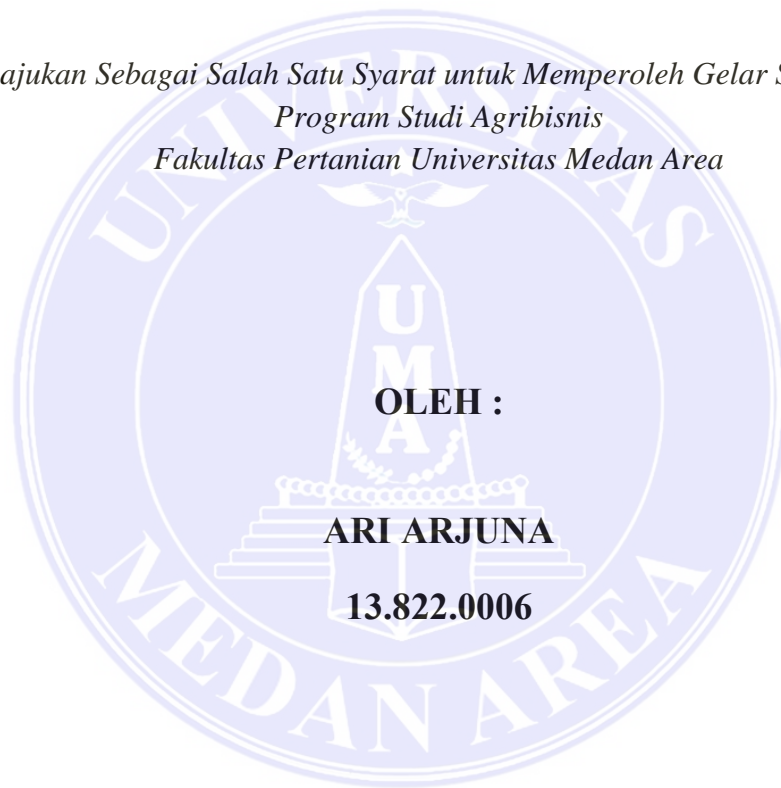 ajukan Sebagai Salah Satu Syarat untuk Memperoleh Gelar
Program Studi Agribisnis
Fakultas Pertanian Universitas Medan Area
UNIVERSITAS
UMA
OLEH :
ARI ARJUNA
13.822.0006
MEDAN AREA